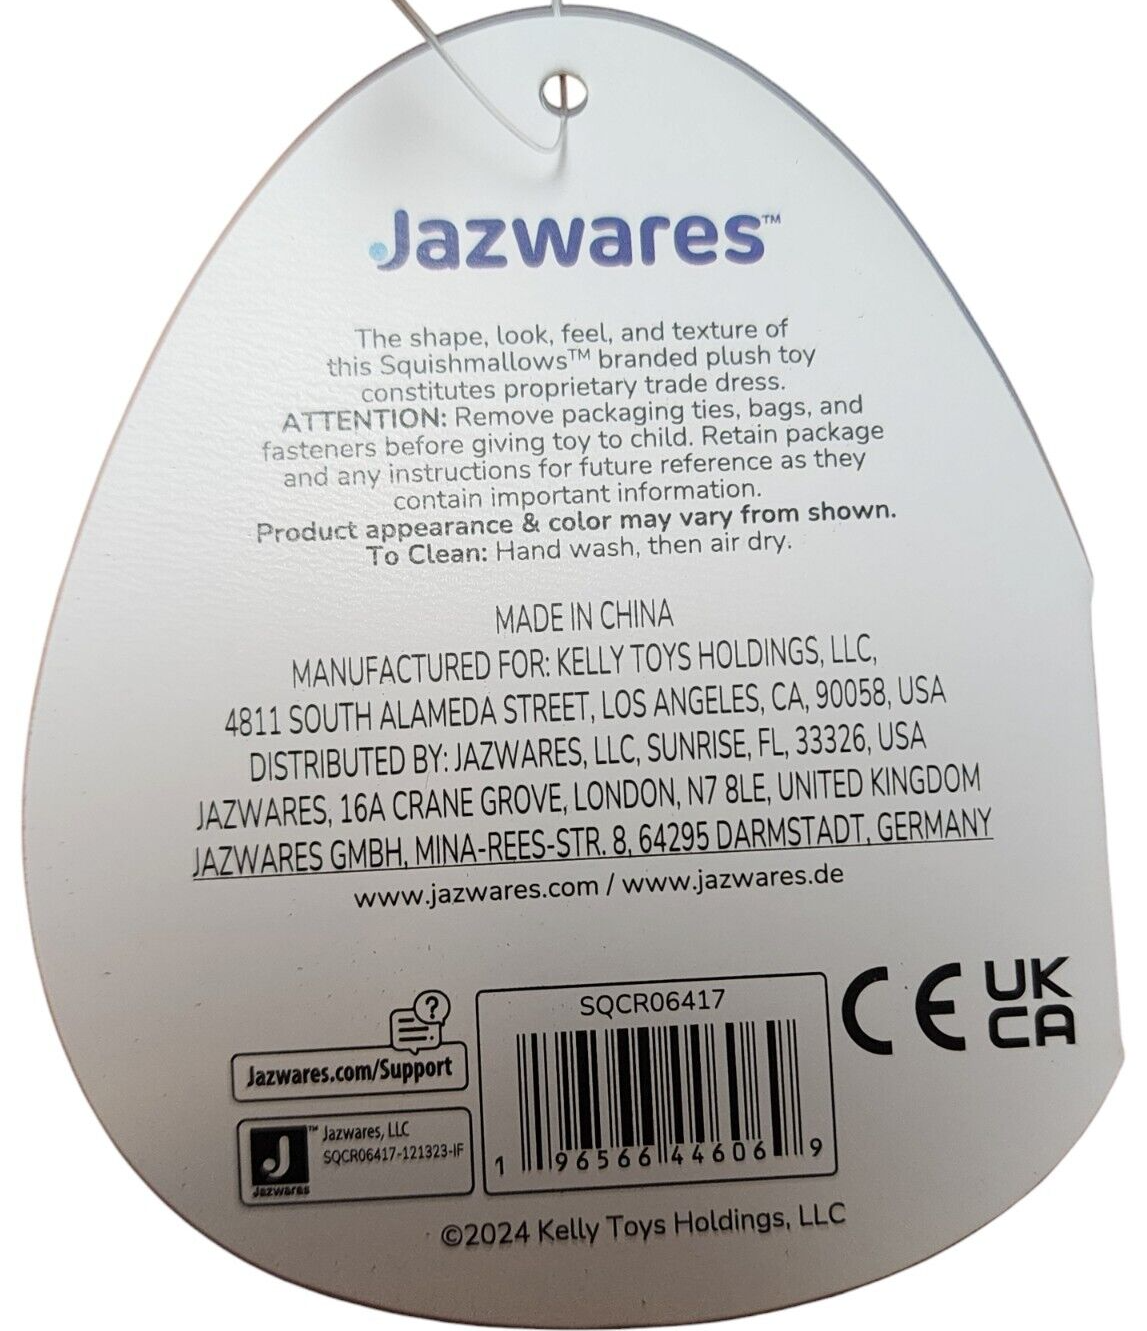 Jazwares™
The shape, look, feel, and texture of
this Squishmallows™ branded plush toy
constitutes proprietary trade dress.
ATTENTION: Remove packaging ties, bags, and
fasteners before giving toy to child. Retain package
and any instructions for future reference as they
contain important information.
Product appearance & color may vary from shown.
To Clean: Hand wash, then air dry.
MADE IN CHINA
MANUFACTURED FOR: KELLY TOYS HOLDINGS, LLC,
4811 SOUTH ALAMEDA STREET, LOS ANGELES, CA, 90058, USA
DISTRIBUTED BY: JAZWARES, LLC, SUNRISE, FL, 33326, USA
JAZWARES, 16A CRANE GROVE, LONDON, N7 8LE, UNITED KINGDOM
JAZWARES GMBH, MINA-REES-STR. 8, 64295 DARMSTADT, GERMANY
www.jazwares.com / www.jazwares.de
?
Jazwares.com/Support
J™
Jazwares
Jazwares, LLC
SQCR06417-121323-IF
SQCR06417
1 96566 44606 9
CE
UK
CA
©2024 Kelly Toys Holdings, LLC